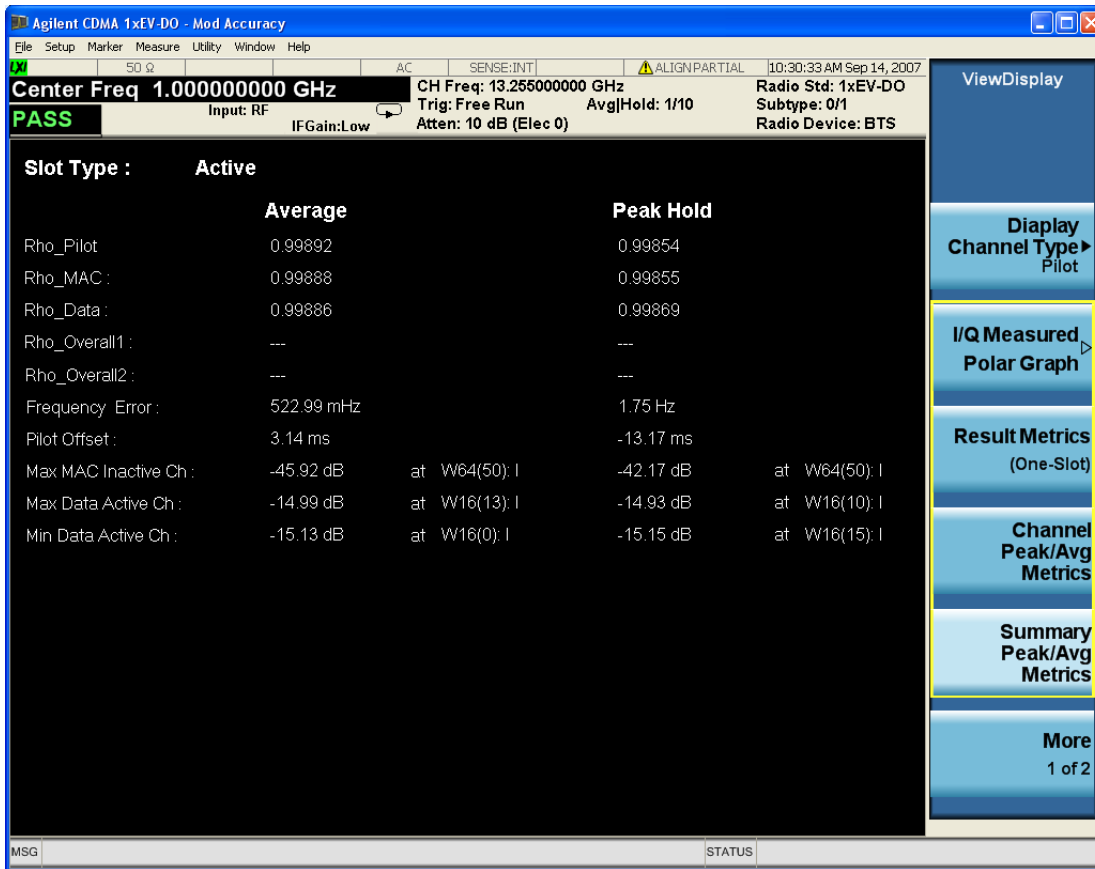 Agilent CDMA 1xEV-DO - Mod Accuracy
File Setup Marker Measure Utility Window Help
LXI 50 Ω AC SENSE:INT ALIGN PARTIAL 10:30:33 AM Sep 14, 2007
Center Freq 1.000000000 GHz
PASS
Input: RF
IFGain:Low
CH Freq: 13.255000000 GHz
Trig: Free Run Avg|Hold: 1/10
Atten: 10 dB (Elec 0)
Radio Std: 1xEV-DO
Subtype: 0/1
Radio Device: BTS
Slot Type : Active
Average Peak Hold
Rho_Pilot 0.99892 0.99854
Rho_MAC : 0.99888 0.99855
Rho_Data : 0.99886 0.99869
Rho_Overall1 : --- ---
Rho_Overall2 : --- ---
Frequency Error : 522.99 mHz 1.75 Hz
Pilot Offset : 3.14 ms -13.17 ms
Max MAC Inactive Ch : -45.92 dB at W64(50): I -42.17 dB at W64(50): I
Max Data Active Ch : -14.99 dB at W16(13): I -14.93 dB at W16(10): I
Min Data Active Ch : -15.13 dB at W16(0): I -15.15 dB at W16(15): I
ViewDisplay
Diaplay
Channel Type
Pilot
I/Q Measured
Polar Graph
Result Metrics
(One-Slot)
Channel
Peak/Avg
Metrics
Summary
Peak/Avg
Metrics
More
1 of 2
MSG STATUS